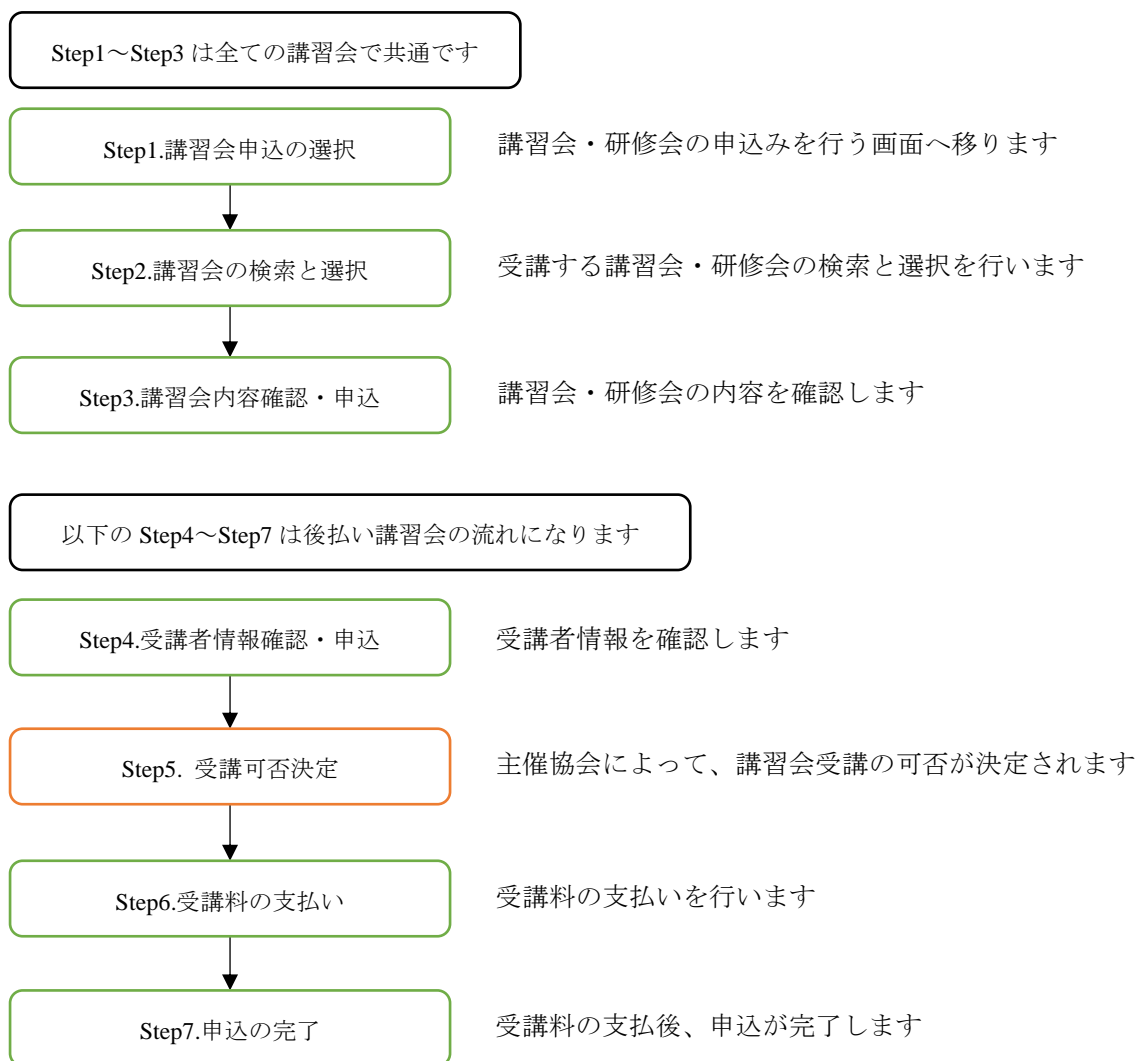 Step1～Step3 は全ての講習会で共通です
Step1.講習会申込の選択
講習会・研修会の申込みを行う画面へ移ります
Step2.講習会の検索と選択
受講する講習会・研修会の検索と選択を行います
Step3.講習会内容確認・申込
講習会・研修会の内容を確認します
以下の Step4～Step7 は後払い講習会の流れになります
Step4.受講者情報確認・申込
受講者情報を確認します
Step5. 受講可否決定
主催協会によって、講習会受講の可否が決定されます
Step6.受講料の支払い
受講料の支払いを行います
Step7.申込の完了
受講料の支払後、申込が完了します